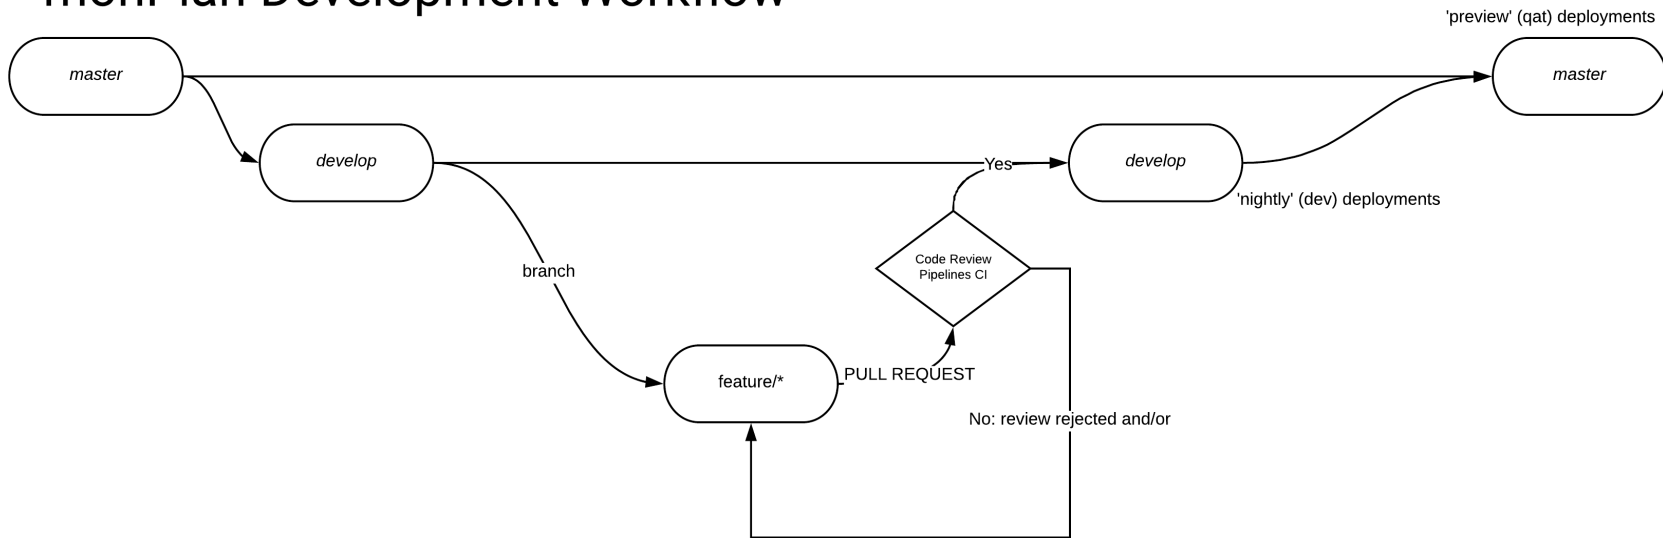 monPlan Development Workflow
'preview' (qat) deployments
master
master
develop
Yes
develop
'nightly' (dev) deployments
Code Review
Pipelines CI
branch
feature/*
PULL REQUEST
No: review rejected and/or